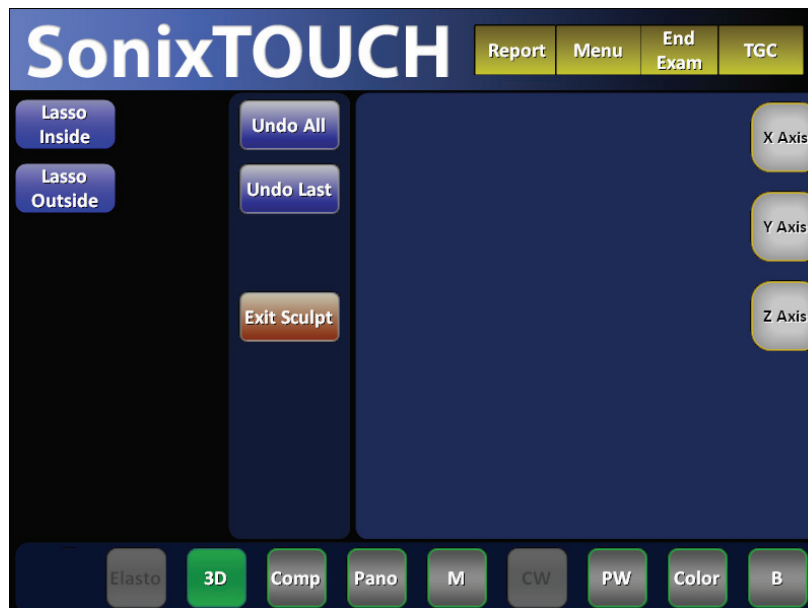 SonixTOUCH
Report
Menu
End
Exam
TGC
Lasso
Inside
Undo All
X Axis
Lasso
Outside
Undo Last
Y Axis
Exit Sculpt
Z Axis
Elasto
3D
Comp
Pano
M
CW
PW
Color
B